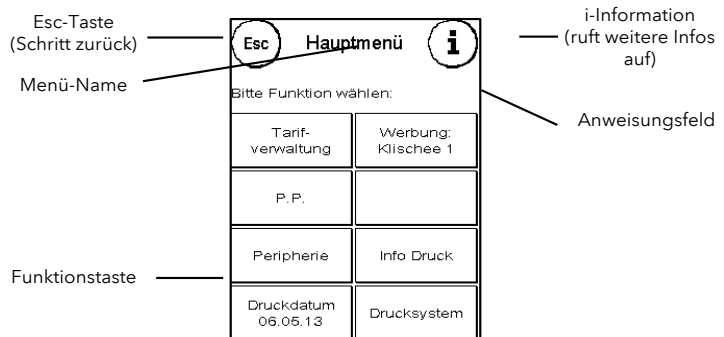 Esc-Taste
(Schritt zurück)
Menü-Name
Funktionstaste
Esc
Hauptmenü
i
Bitte Funktion wählen:
Tarif-
verwaltung
Werbung:
Klischee 1
P.P.
Peripherie
Info Druck
Druckdatum
06.05.13
Drucksystem
i-Information
(ruft weitere Infos
auf)
Anweisungsfeld